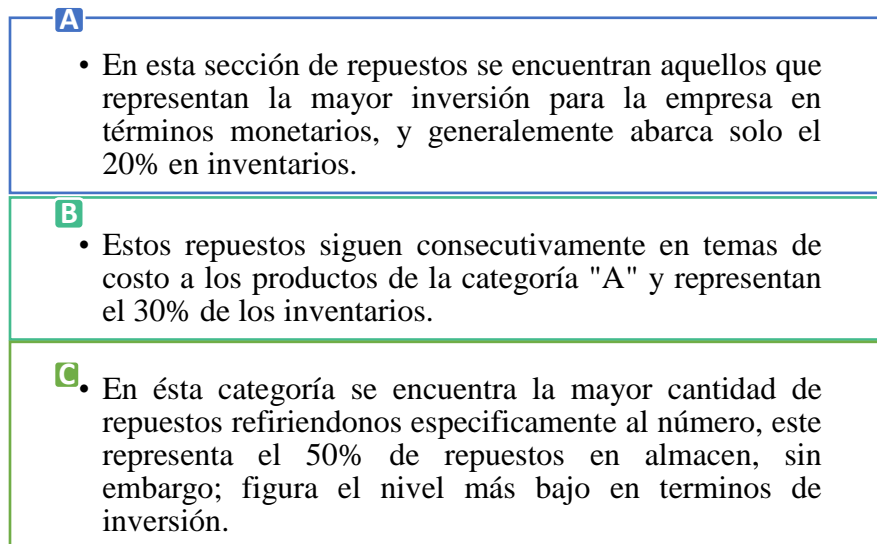 A
• En esta sección de repuestos se encuentran aquellos que
representan la mayor inversión para la empresa en
términos monetarios, y generalemente abarca solo el
20% en inventarios.
B
• Estos repuestos siguen consecutivamente en temas de
costo a los productos de la categoría "A" y representan
el 30% de los inventarios.
C
• En ésta categoría se encuentra la mayor cantidad de
repuestos refiriendonos especificamente al número, este
representa el 50% de repuestos en almacen, sin
embargo; figura el nivel más bajo en terminos de
inversión.